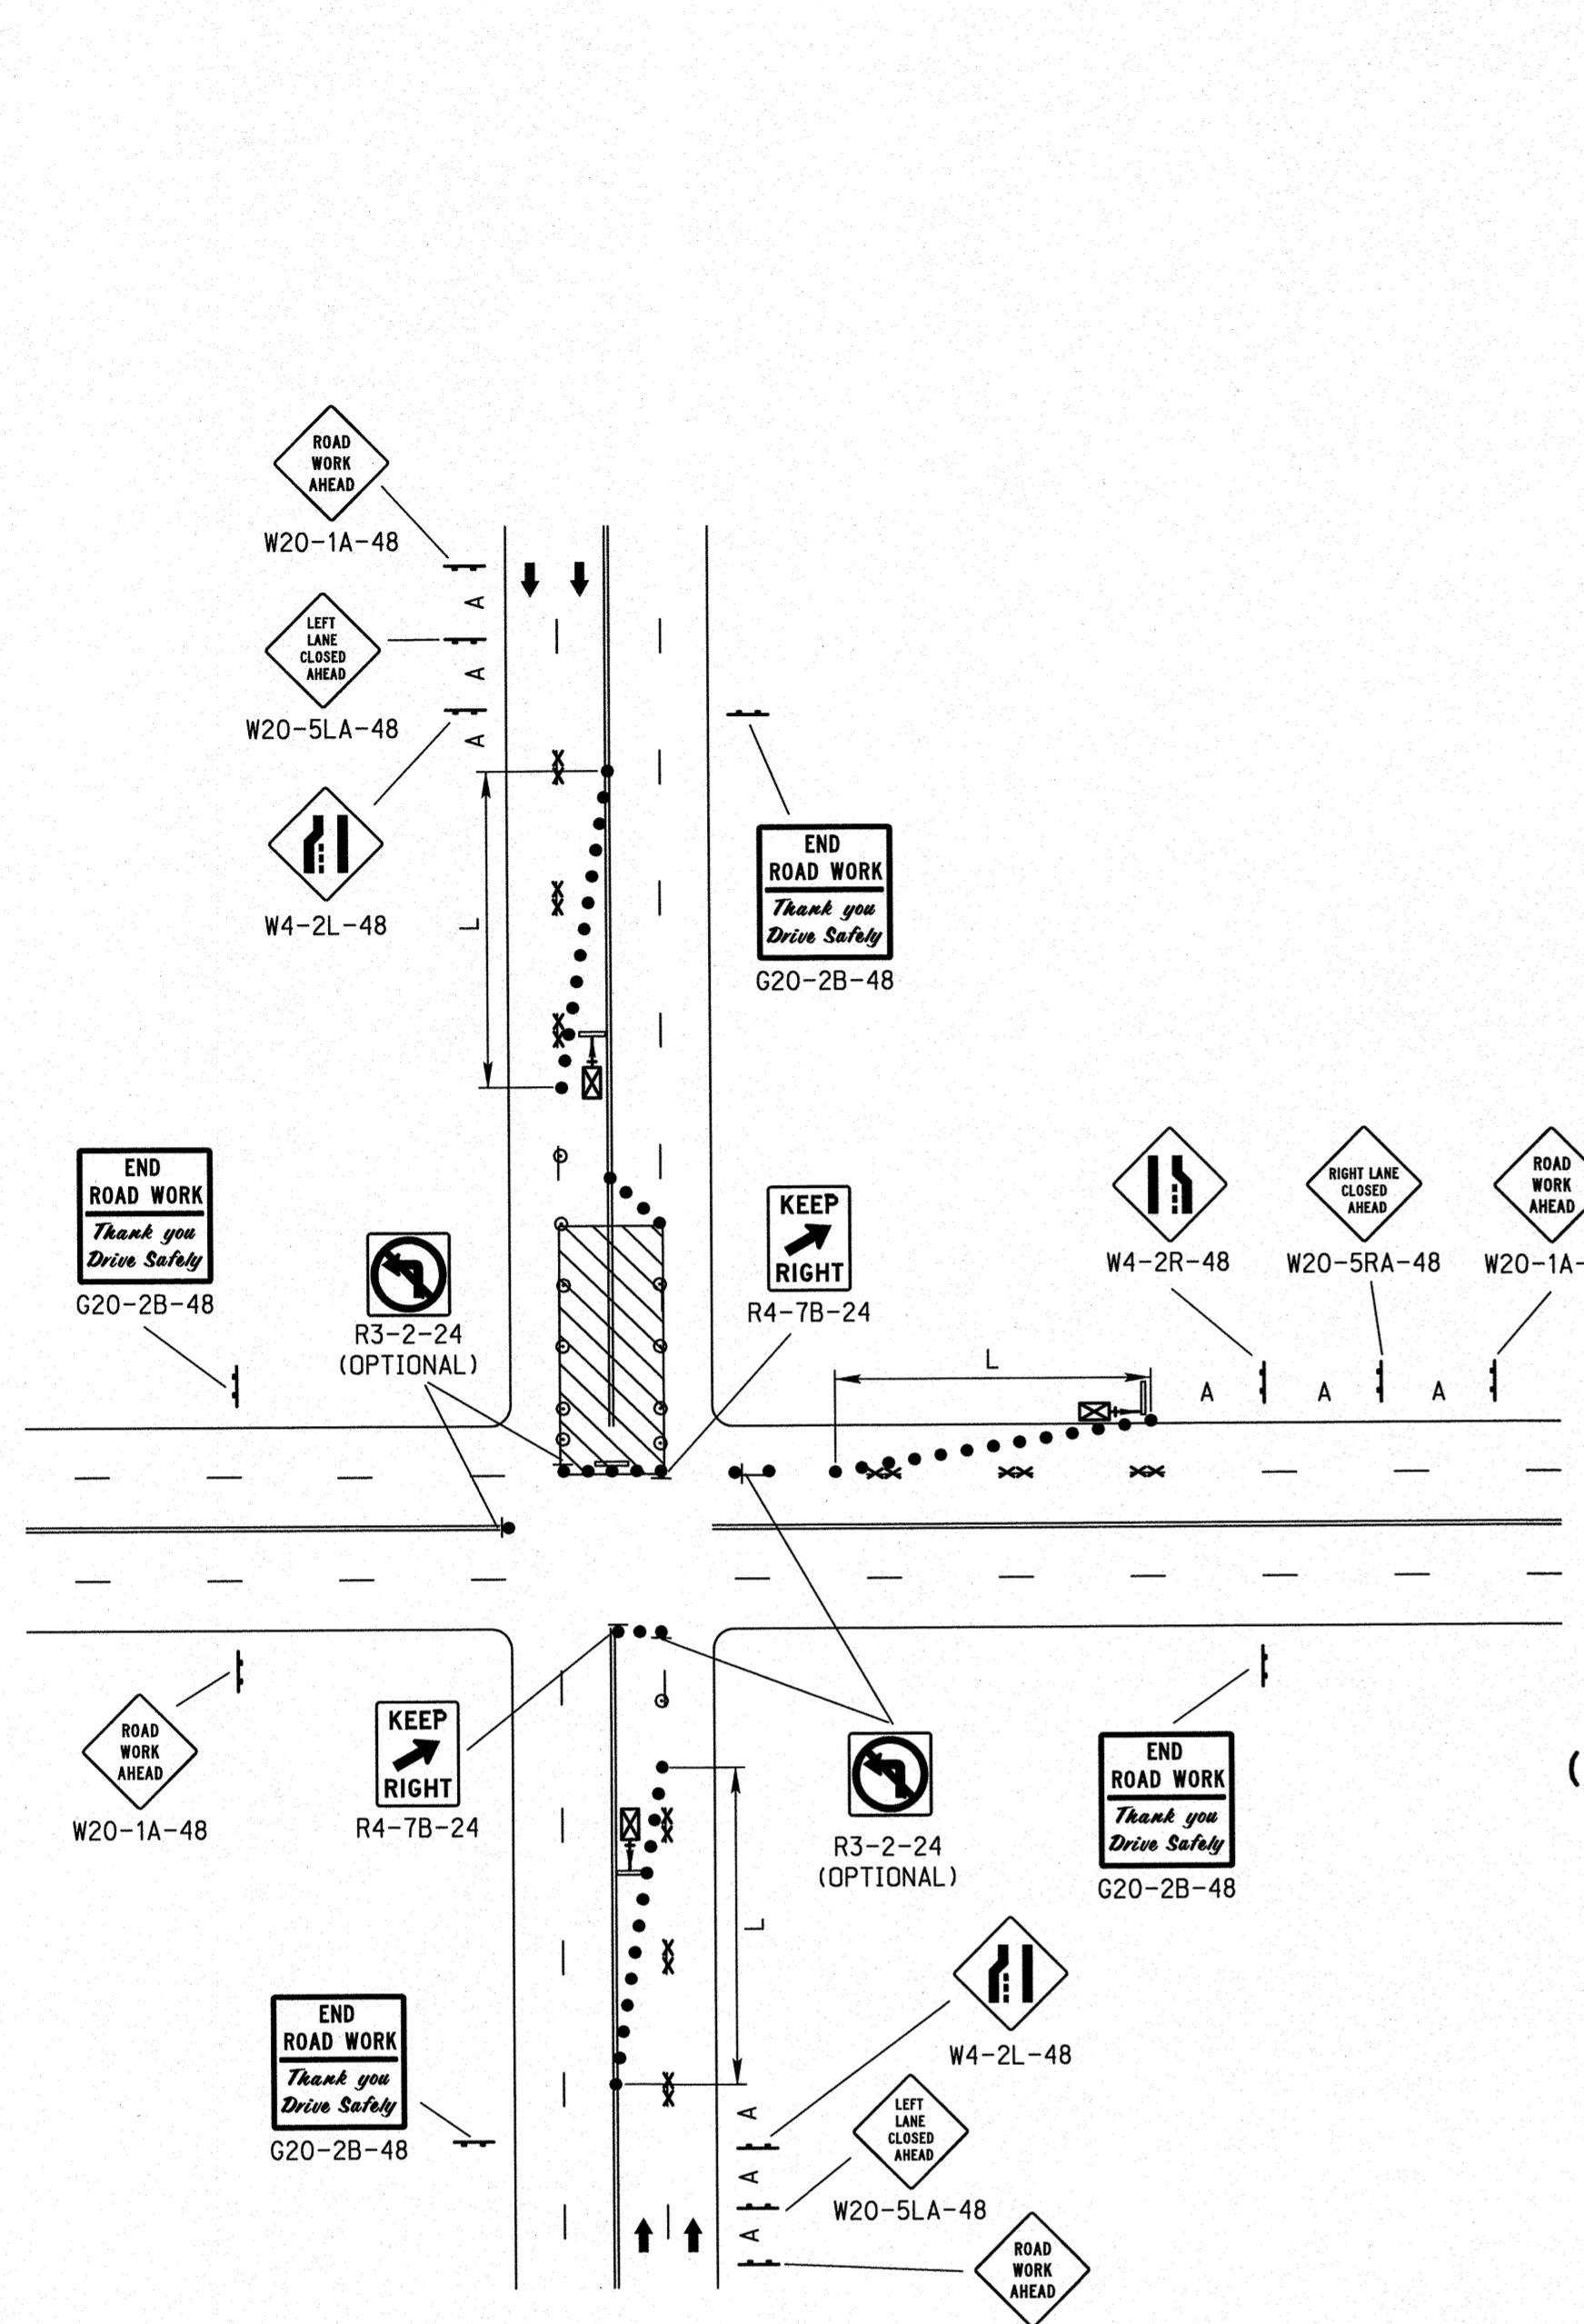 ROAD
WORK
AHEAD
W20-1A-48
A
LEFT
LANE
CLOSED
AHEAD
W20-5LA-48
A
A
W4-2L-48
L
END
ROAD WORK
Thank you
Drive Safely
G20-2B-48
END
ROAD WORK
Thank you
Drive Safely
G20-2B-48
R3-2-24
(OPTIONAL)
KEEP
RIGHT
R4-7B-24
W4-2R-48
RIGHT LANE
CLOSED
AHEAD
W20-5RA-48
ROAD
WORK
AHEAD
W20-1A-
L
A
A
A
ROAD
WORK
AHEAD
W20-1A-48
KEEP
RIGHT
R4-7B-24
R3-2-24
(OPTIONAL)
END
ROAD WORK
Thank you
Drive Safely
G20-2B-48
(
L
W4-2L-48
END
ROAD WORK
Thank you
Drive Safely
G20-2B-48
A
LEFT
LANE
CLOSED
AHEAD
W20-5LA-48
A
A
ROAD
WORK
AHEAD